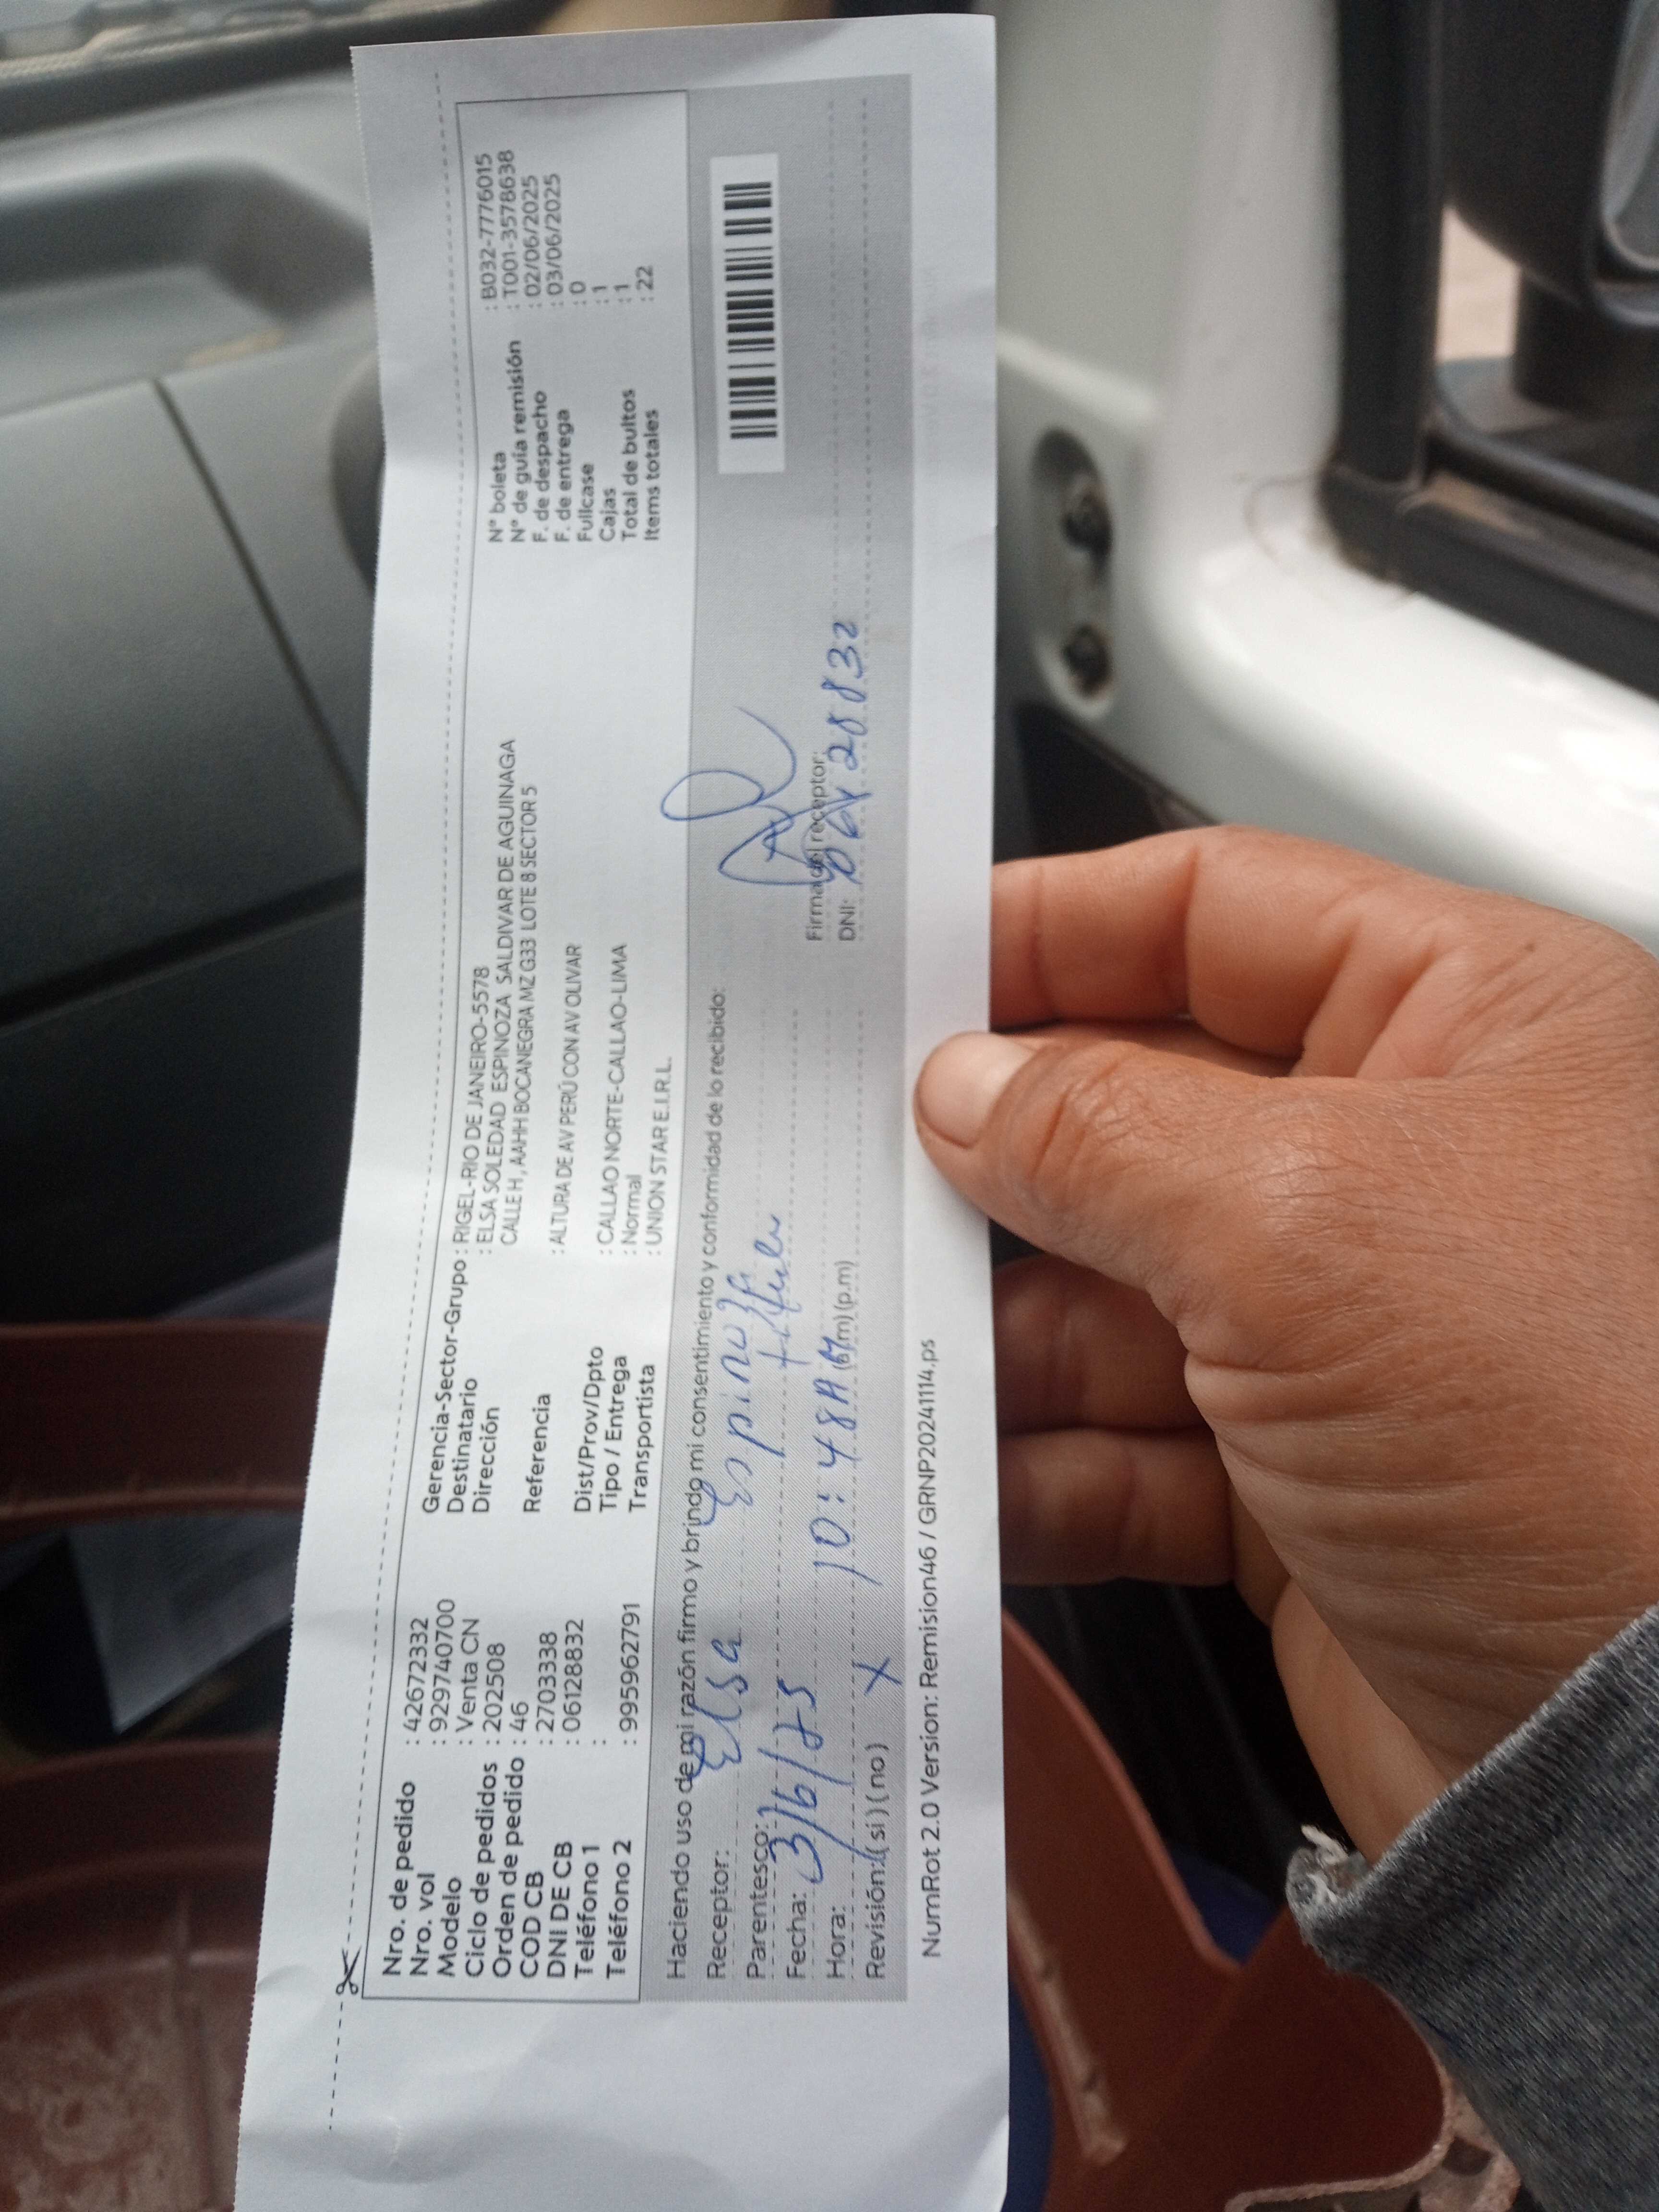 Nro. de pedido : 42672332
Nro. vol : 929740700
Modelo : Venta CN
Ciclo de pedidos : 202508
Orden de pedido : 46
COD CB : 2703338
DNI DE CB : 06128832
Teléfono 1 :
Teléfono 2 : 995962791
Gerencia-Sector-Grupo : RIGEL-RIO DE JANEIRO-5578
Destinatario : ELSA SOLEDAD ESPINOZA SALDIVAR DE AGUINAGA
Dirección CALLE H, AAHH BOCANEGRA MZ G33 LOTE 8 SECTOR 5
Referencia : ALTURA DE AV PERÚ CON AV OLIVAR
Dist/Prov/Dpto : CALLAO NORTE-CALLAO-LIMA
Tipo / Entrega : Normal
Transportista : UNION STAR E.I.R.L.
N° boleta : B032-7776015
N° de guía remisión : T001-3578638
F. de despacho : 02/06/2025
F. de entrega : 03/06/2025
Fullcase : 0
Cajas : 1
Total de bultos : 1
Items totales : 22
Haciendo uso de mi razón firmo y brindo mi consentimiento y conformidad de lo recibido:
Receptor: Elsa Espinoza
Parentesco: titular
Fecha: 3/6/25
Hora: 10:48 A (a.m) (p.m)
Revisión: (si) (no) X
Firma del receptor:
DNI: 06128832
NumRot 2.0 Version: Remision46 / GRNP20241114.ps